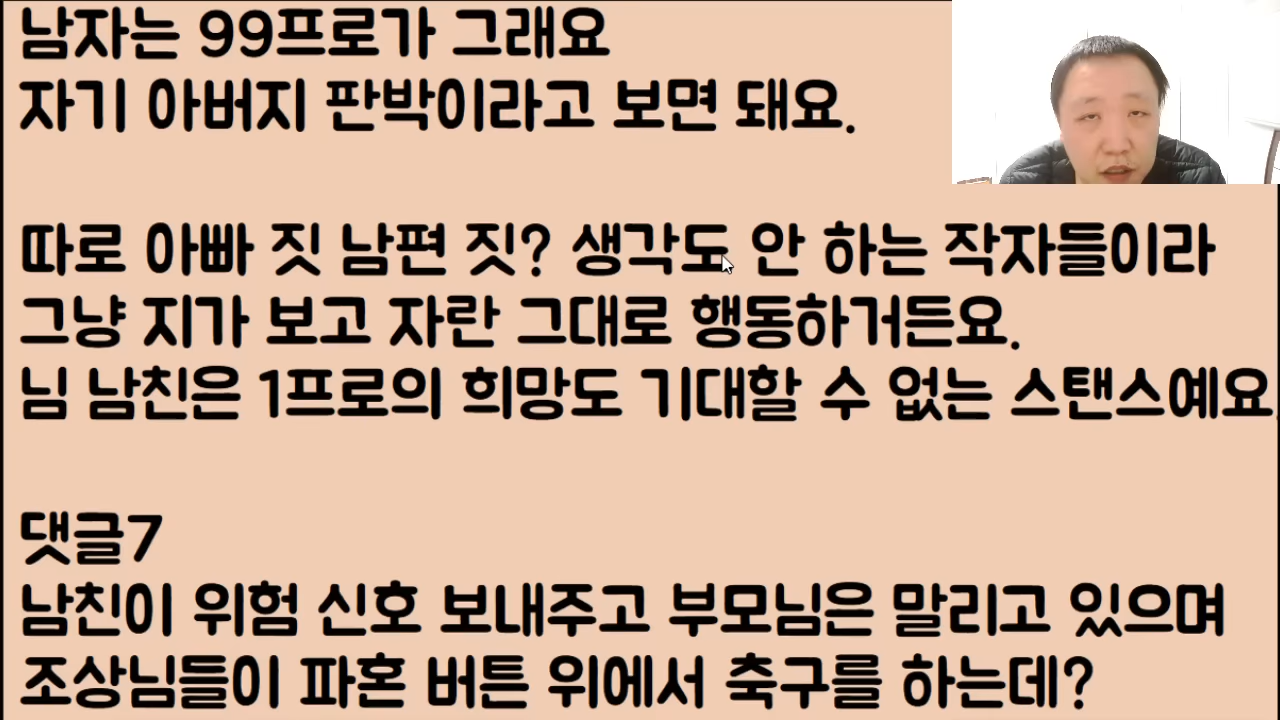 남자는 99프로가 그래요
자기 아버지 판박이라고 보면 돼요.
따로 아빠 짓 남편 짓? 생각도 안 하는 작자들이라
그냥 지가 보고 자란 그대로 행동하거든요.
님 남친은 1프로의 희망도 기대할 수 없는 스탠스예요.
댓글7
남친이 위험 신호 보내주고 부모님은 말리고 있으며
조상님들이 파혼 버튼 위에서 축구를 하는데?